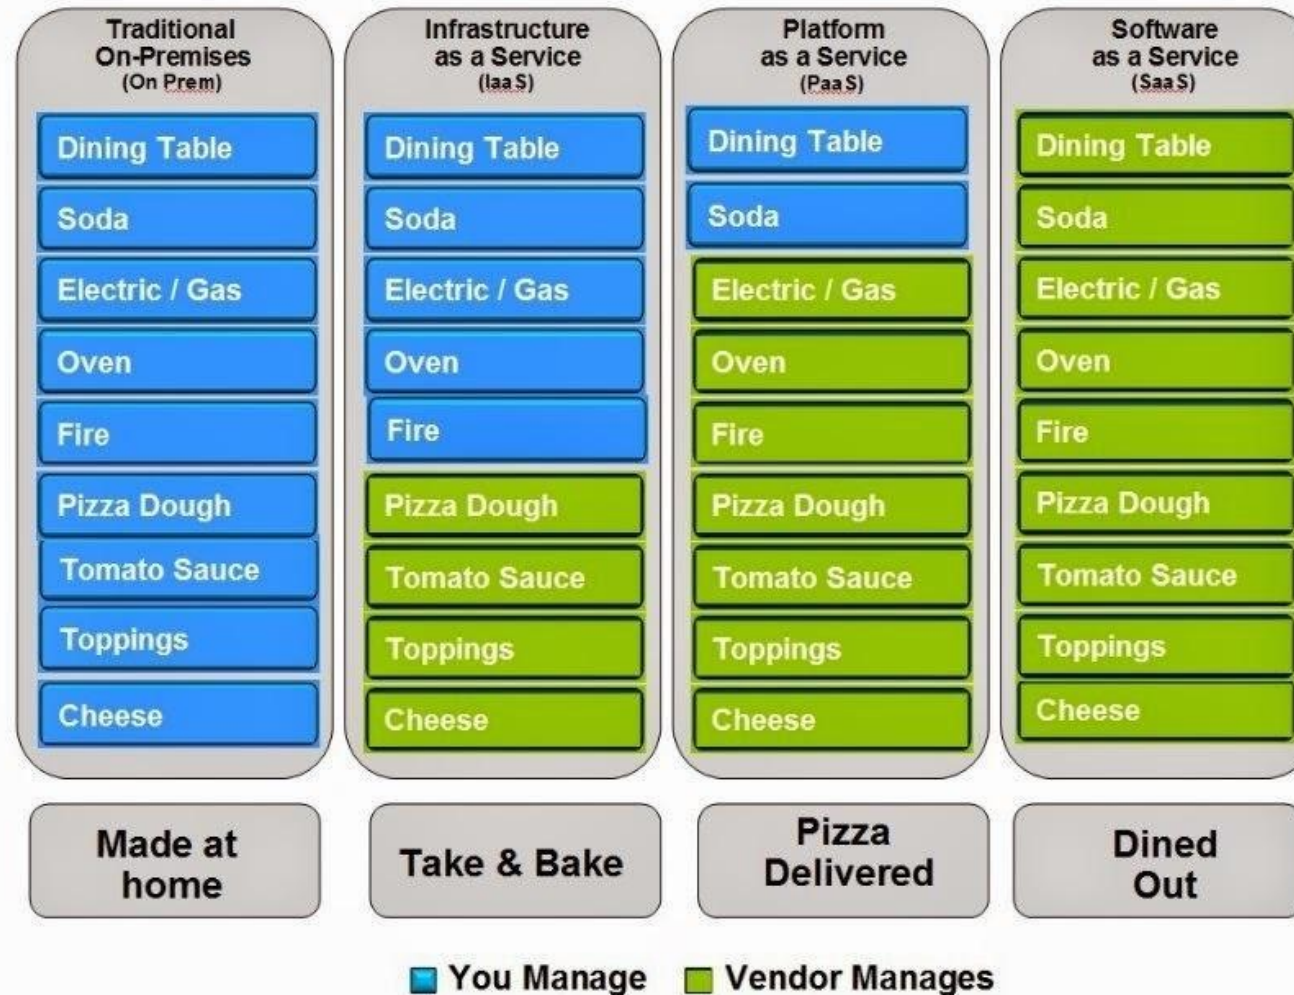 Traditional
On-Premises
(On Prem)
Dining Table
Soda
Electric / Gas
Oven
Fire
Pizza Dough
Tomato Sauce
Toppings
Cheese
Made at
home
Infrastructure
as a Service
(IaaS)
Dining Table
Soda
Electric / Gas
Oven
Fire
Pizza Dough
Tomato Sauce
Toppings
Cheese
Take & Bake
Platform
as a Service
(PaaS)
Dining Table
Soda
Electric / Gas
Oven
Fire
Pizza Dough
Tomato Sauce
Toppings
Cheese
Pizza
Delivered
Software
as a Service
(SaaS)
Dining Table
Soda
Electric / Gas
Oven
Fire
Pizza Dough
Tomato Sauce
Toppings
Cheese
Dined
Out
You Manage
Vendor Manages